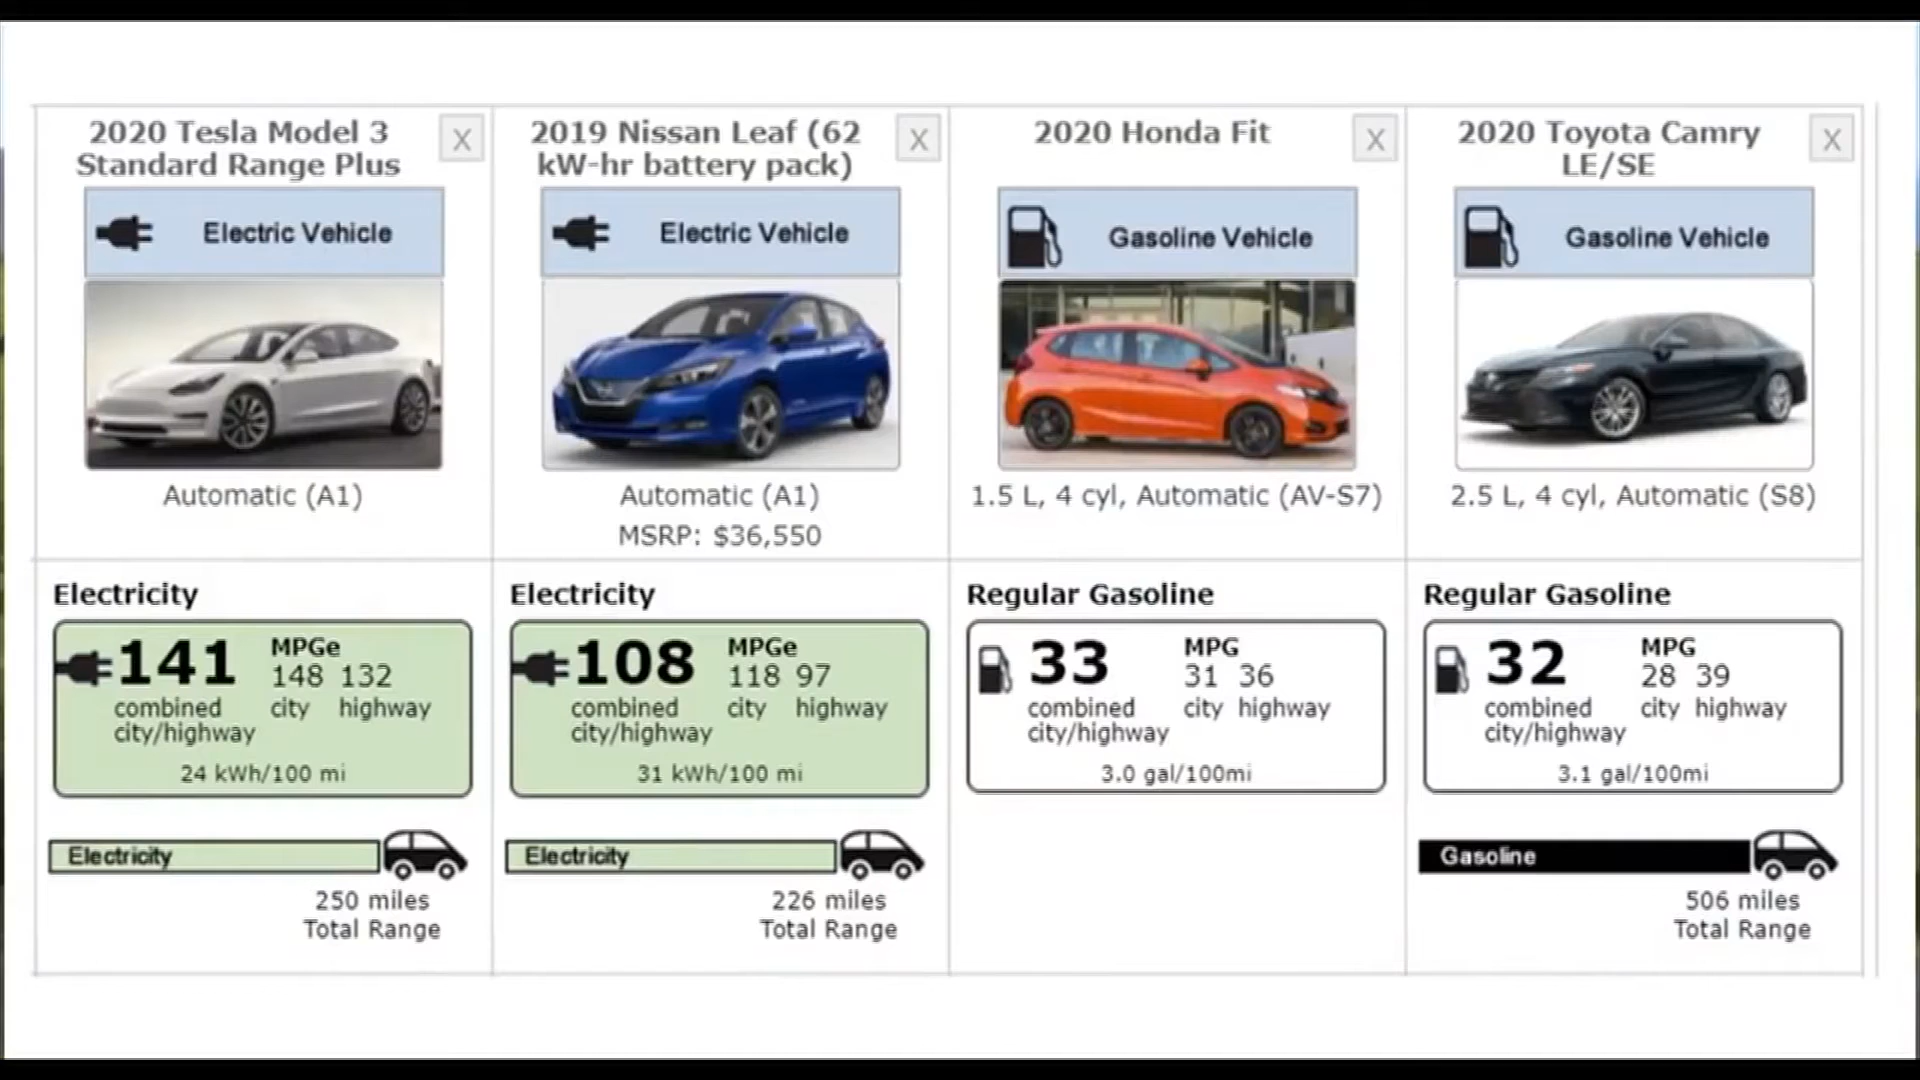 2020 Tesla Model 3
Standard Range Plus
X
Electric Vehicle
Automatic (A1)
2019 Nissan Leaf (62
kW-hr battery pack)
X
Electric Vehicle
Automatic (A1)
MSRP: $36,550
2020 Honda Fit
X
Gasoline Vehicle
1.5 L, 4 cyl, Automatic (AV-S7)
2020 Toyota Camry
LE/SE
X
Gasoline Vehicle
2.5 L, 4 cyl, Automatic (S8)
Electricity
141
MPGe
148 132
combined
city/highway
city highway
24 kWh/100 mi
Electricity
250 miles
Total Range
Electricity
108
MPGe
118 97
combined
city/highway
city highway
31 kWh/100 mi
Electricity
226 miles
Total Range
Regular Gasoline
33
MPG
31 36
combined
city/highway
city highway
3.0 gal/100mi
Regular Gasoline
32
MPG
28 39
combined
city/highway
city highway
3.1 gal/100mi
Gasoline
506 miles
Total Range